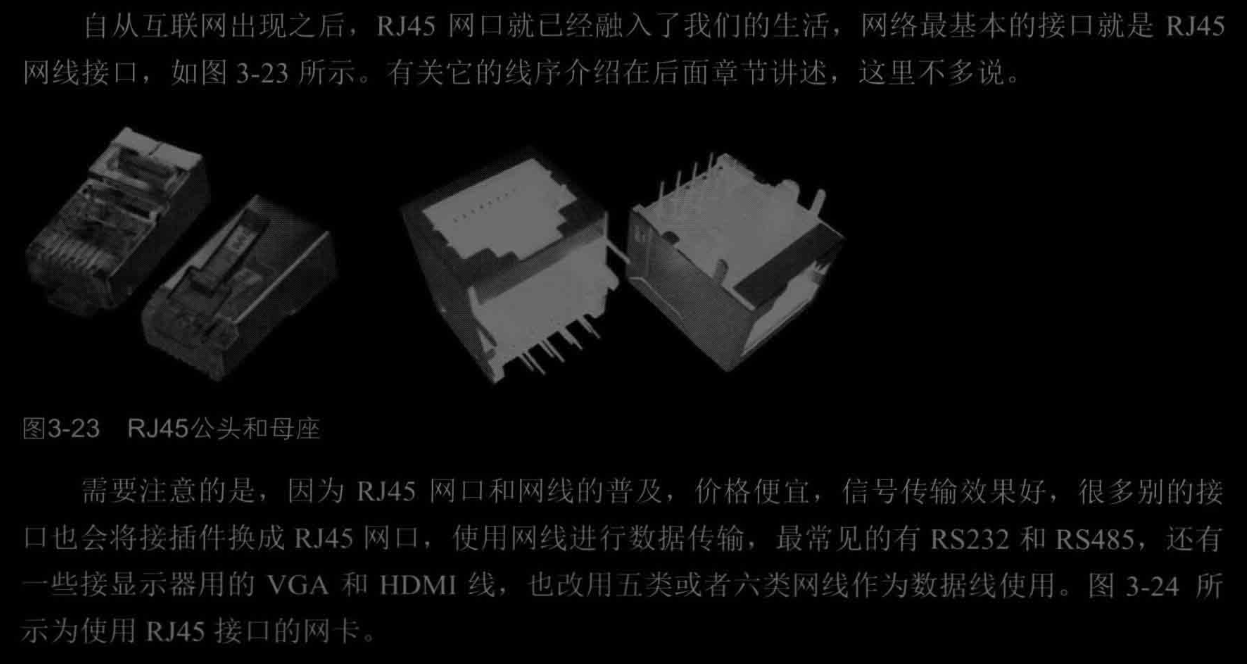 自从互联网出现之后，RJ45 网口就已经融入了我们的生活，网络最基本的接口就是 RJ45
网线接口，如图 3-23 所示。有关它的线序介绍在后面章节讲述，这里不多说。
图3-23 RJ45公头和母座
需要注意的是，因为 RJ45 网口和网线的普及，价格便宜，信号传输效果好，很多别的接
口也会将接插件换成 RJ45 网口，使用网线进行数据传输，最常见的有 RS232 和 RS485，还有
一些接显示器用的 VGA 和 HDMI 线，也改用五类或者六类网线作为数据线使用。图 3-24 所
示为使用 RJ45 接口的网卡。